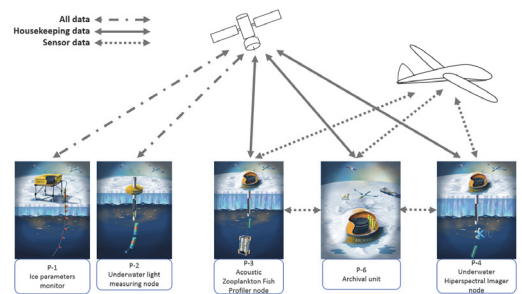 All data
Housekeeping data
Sensor data
P-1
Ice parameters
monitor
P-2
Underwater light
measuring node
P-3
Acoustic
Zooplankton Fish
Profiler node
P-6
Archival unit
P-4
Underwater
Hiperspectral Imager
node